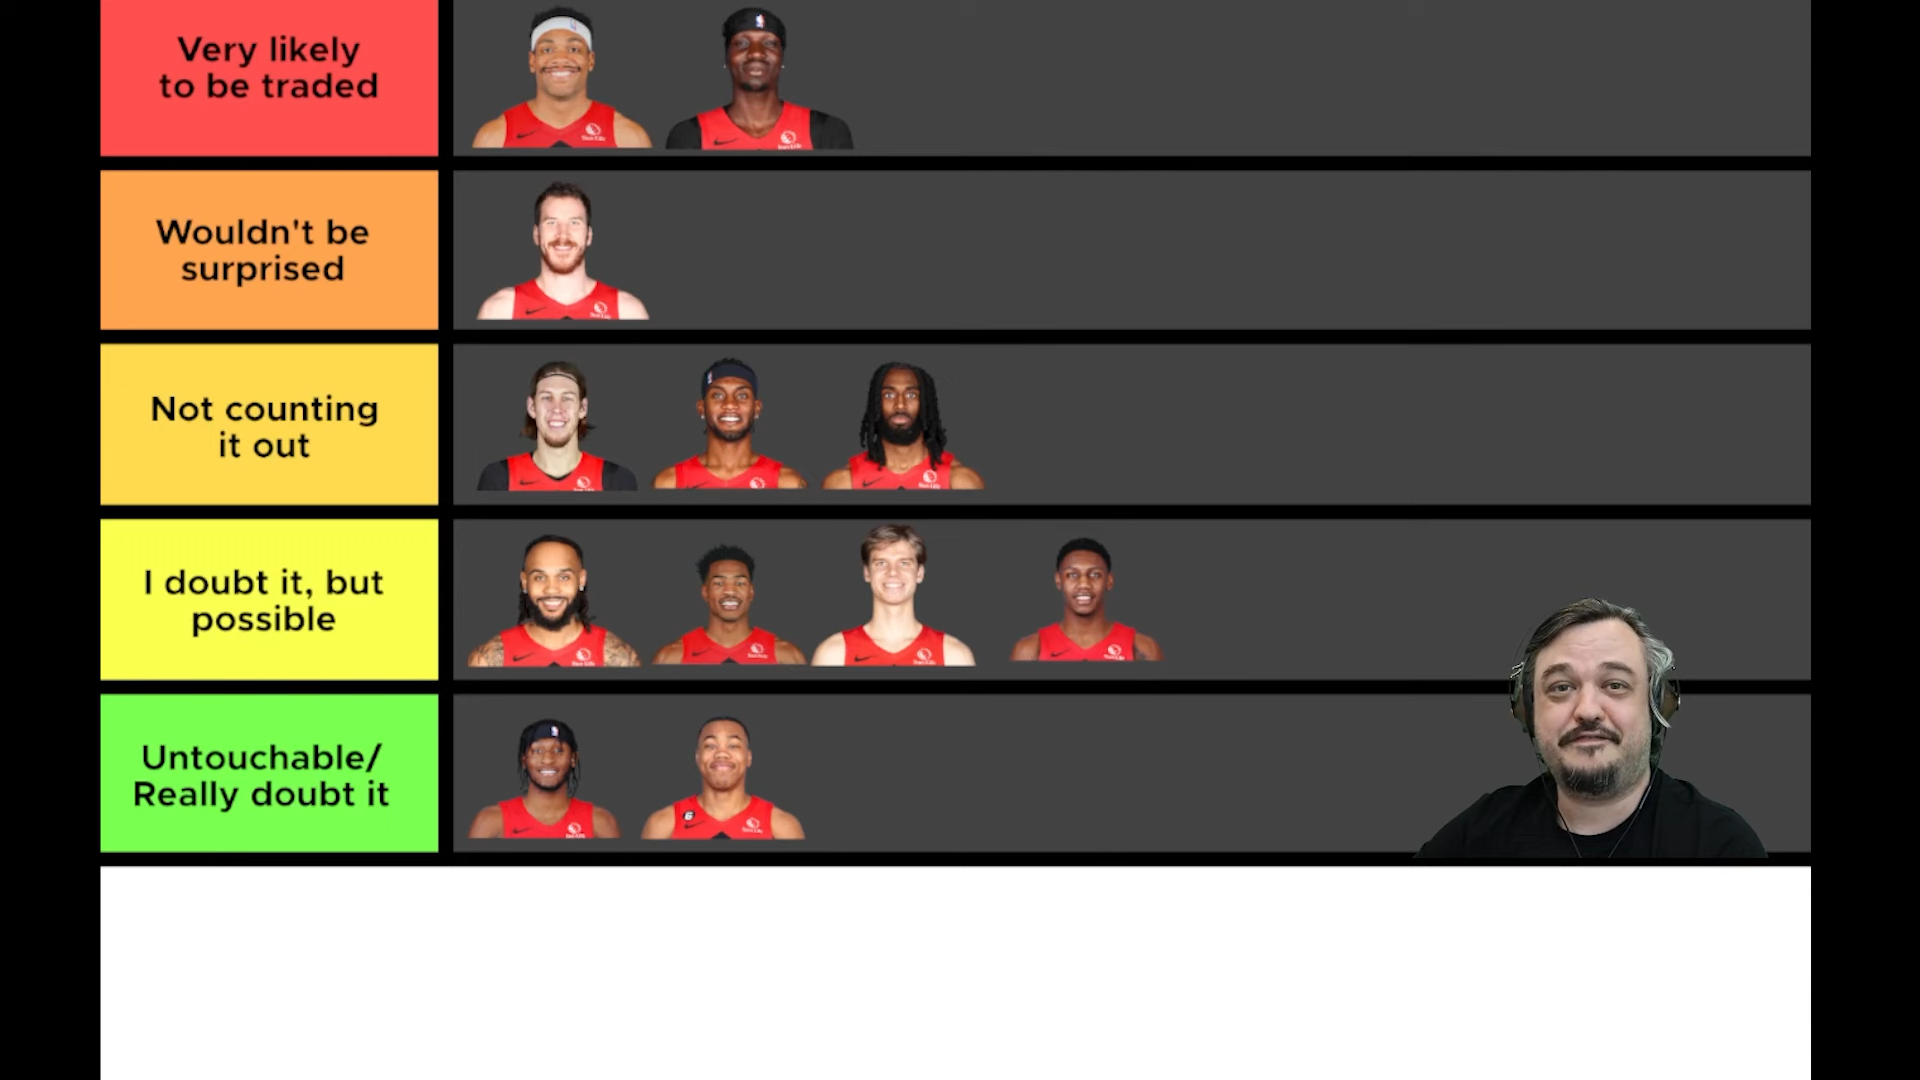 Very likely
to be traded
Wouldn't be
surprised
Not counting
it out
I doubt it, but
possible
Untouchable/
Really doubt it